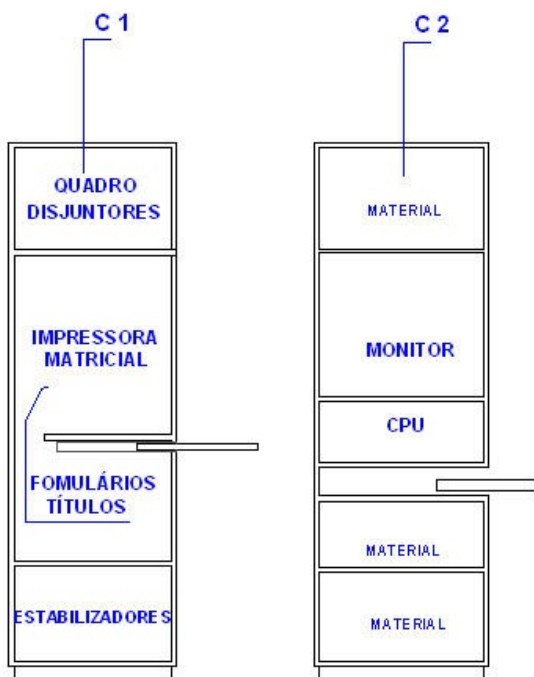 C 1
QUADRO
DISJUNTORES
IMPRESSORA
MATRICIAL
FOMULÁRIOS
TÍTULOS
ESTABILIZADORES
C 2
MATERIAL
MONITOR
CPU
MATERIAL
MATERIAL